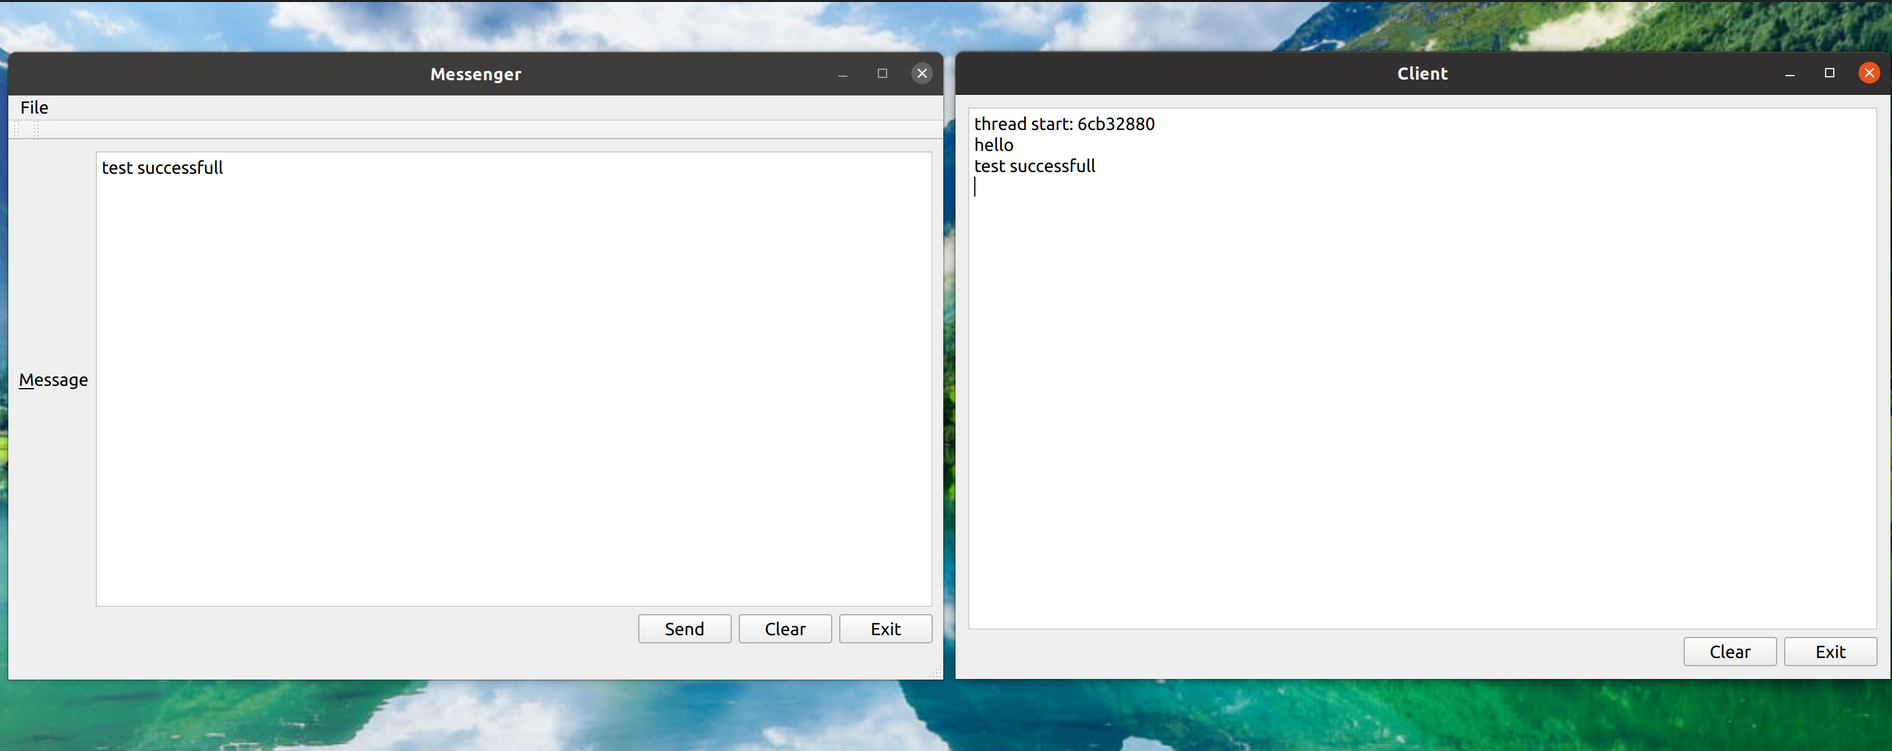 Messenger
File
test successfull
Message
Send
Clear
Exit
Client
thread start: 6cb32880
hello
test successfull
Clear
Exit